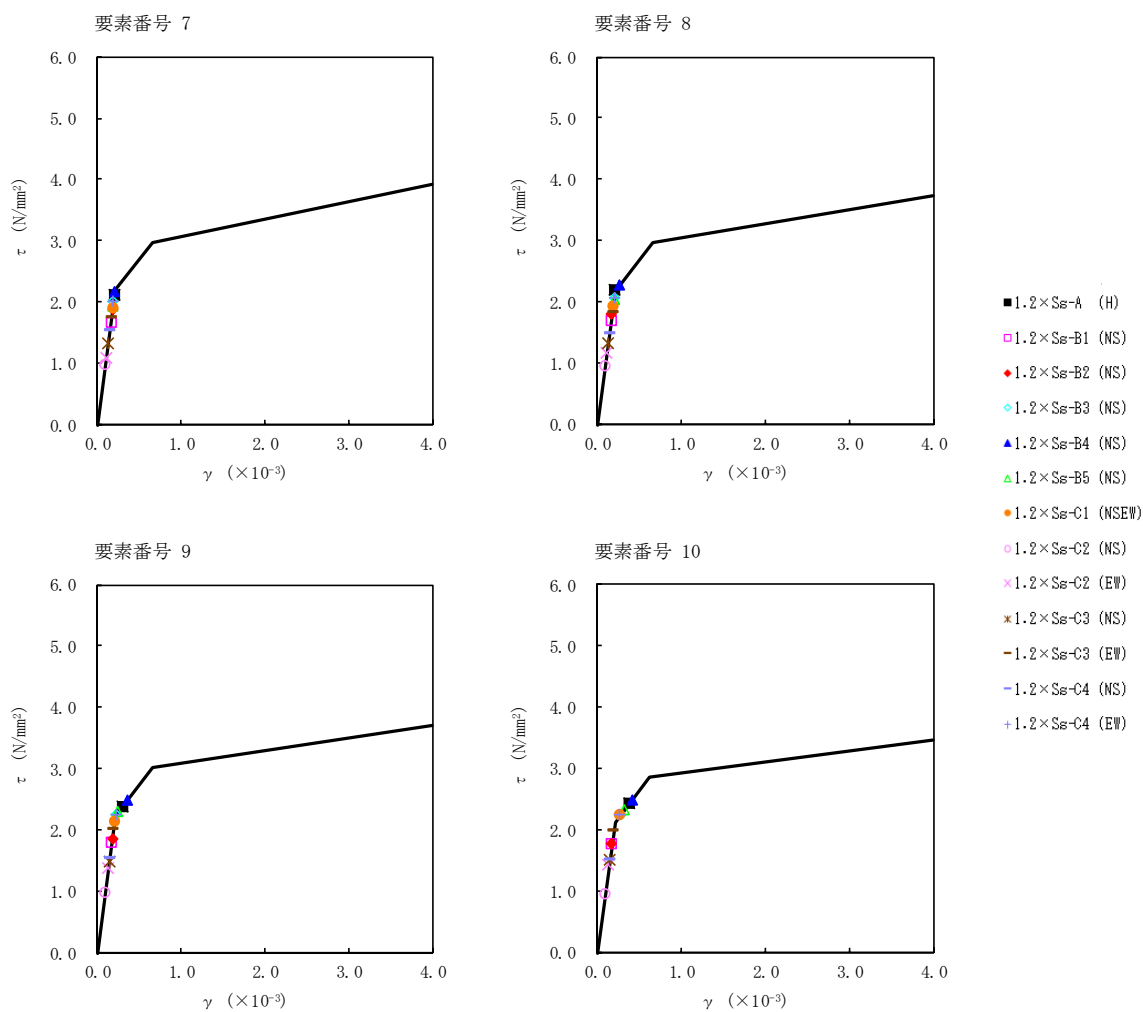 要素番号 7
6.0
5.0
4.0
3.0
2.0
1.0
0.0
τ (N/mm²)
0.0 1.0 2.0 3.0 4.0
γ (×10⁻³)
要素番号 8
6.0
5.0
4.0
3.0
2.0
1.0
0.0
τ (N/mm²)
0.0 1.0 2.0 3.0 4.0
γ (×10⁻³)
要素番号 9
6.0
5.0
4.0
3.0
2.0
1.0
0.0
τ (N/mm²)
0.0 1.0 2.0 3.0 4.0
γ (×10⁻³)
要素番号 10
6.0
5.0
4.0
3.0
2.0
1.0
0.0
τ (N/mm²)
0.0 1.0 2.0 3.0 4.0
γ (×10⁻³)
1.2×Ss-A (H)
1.2×Ss-B1 (NS)
1.2×Ss-B2 (NS)
1.2×Ss-B3 (NS)
1.2×Ss-B4 (NS)
1.2×Ss-B5 (NS)
1.2×Ss-C1 (NSEW)
1.2×Ss-C2 (NS)
1.2×Ss-C2 (EW)
1.2×Ss-C3 (NS)
1.2×Ss-C3 (EW)
1.2×Ss-C4 (NS)
1.2×Ss-C4 (EW)